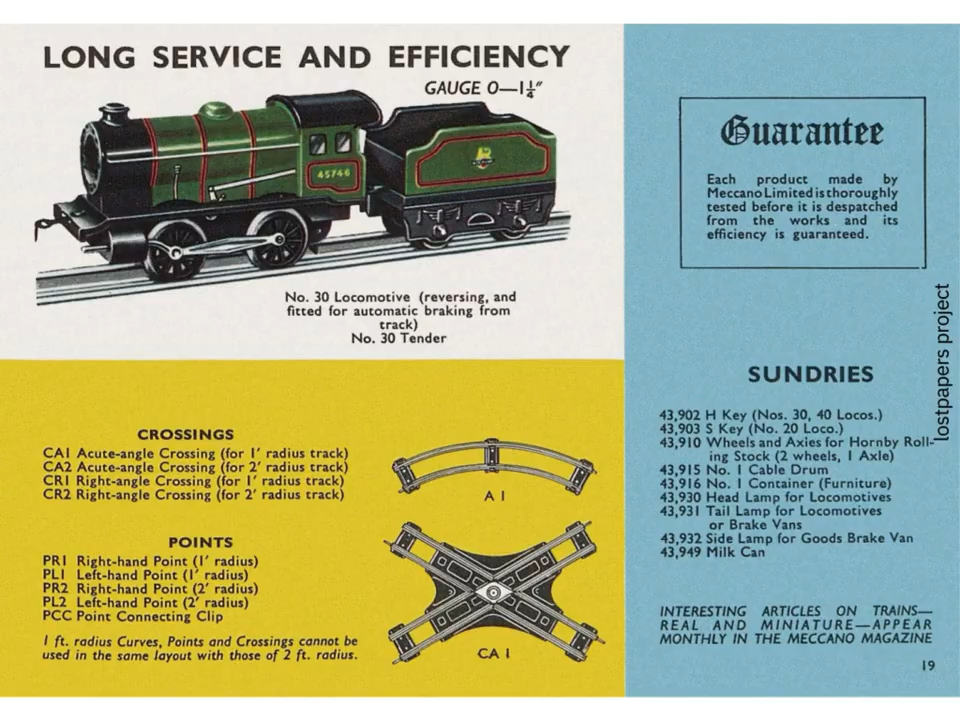 LONG SERVICE AND EFFICIENCY
GAUGE O—1¼"
45746
No. 30 Locomotive (reversing, and
fitted for automatic braking from
track)
No. 30 Tender
CROSSINGS
CA1 Acute-angle Crossing (for 1' radius track)
CA2 Acute-angle Crossing (for 2' radius track)
CR1 Right-angle Crossing (for 1' radius track)
CR2 Right-angle Crossing (for 2' radius track)
POINTS
PR1 Right-hand Point (1' radius)
PL1 Left-hand Point (1' radius)
PR2 Right-hand Point (2' radius)
PL2 Left-hand Point (2' radius)
PCC Point Connecting Clip
1 ft. radius Curves, Points and Crossings cannot be
used in the same layout with those of 2 ft. radius.
A 1
CA 1
Guarantee
Each product made by
Meccano Limited is thoroughly
tested before it is despatched
from the works and its
efficiency is guaranteed.
SUNDRIES
43,902 H Key (Nos. 30, 40 Locos.)
43,903 S Key (No. 20 Loco.)
43,910 Wheels and Axies for Hornby Roll-
ing Stock (2 wheels, 1 Axle)
43,915 No. 1 Cable Drum
43,916 No. 1 Container (Furniture)
43,930 Head Lamp for Locomotives
43,931 Tail Lamp for Locomotives
or Brake Vans
43,932 Side Lamp for Goods Brake Van
43,949 Milk Can
INTERESTING ARTICLES ON TRAINS—
REAL AND MINIATURE—APPEAR
MONTHLY IN THE MECCANO MAGAZINE
19
lostpapers project